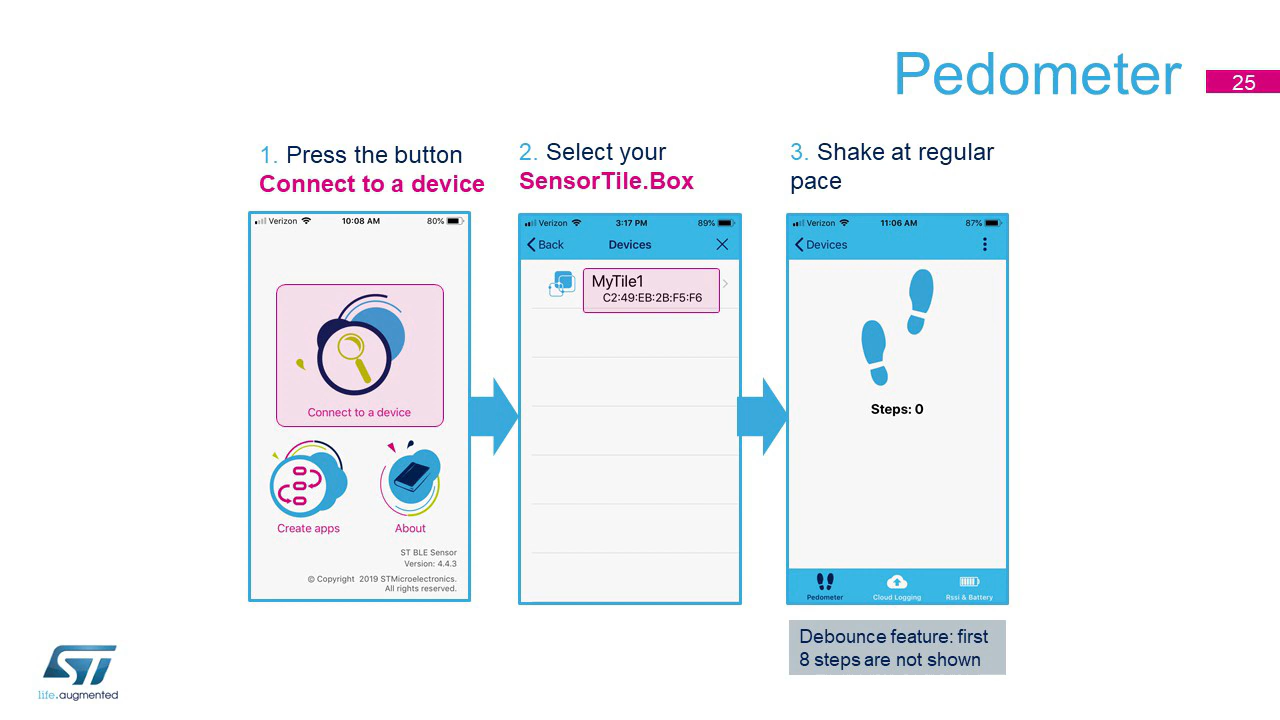 Pedometer
25
1. Press the button
Connect to a device
2. Select your
SensorTile.Box
3. Shake at regular
pace
Verizon
10:08 AM
80%
Connect to a device
Create apps
About
ST BLE Sensor
Version: 4.4.3
© Copyright 2019 STMicroelectronics.
All rights reserved.
Verizon
3:17 PM
89%
Back
Devices
MyTile1
C2:49:EB:2B:F5:F6
Verizon
11:06 AM
87%
Devices
Steps: 0
Pedometer
Cloud Logging
Rssi & Battery
Debounce feature: first
8 steps are not shown
ST
life.augmented